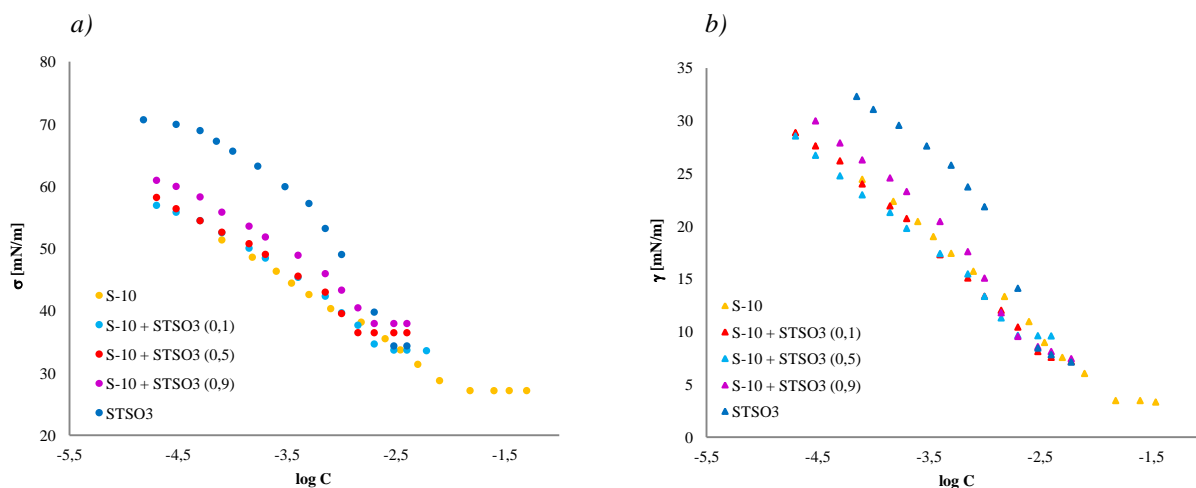 a)
80
70
60
50
40
30
20
σ [mN/m]
S-10
S-10 + STSO3 (0,1)
S-10 + STSO3 (0,5)
S-10 + STSO3 (0,9)
STSO3
-5,5
-4,5
-3,5
-2,5
-1,5
log C
b)
35
30
25
20
15
10
5
0
γ [mN/m]
S-10
S-10 + STSO3 (0,1)
S-10 + STSO3 (0,5)
S-10 + STSO3 (0,9)
STSO3
-5,5
-4,5
-3,5
-2,5
-1,5
log C